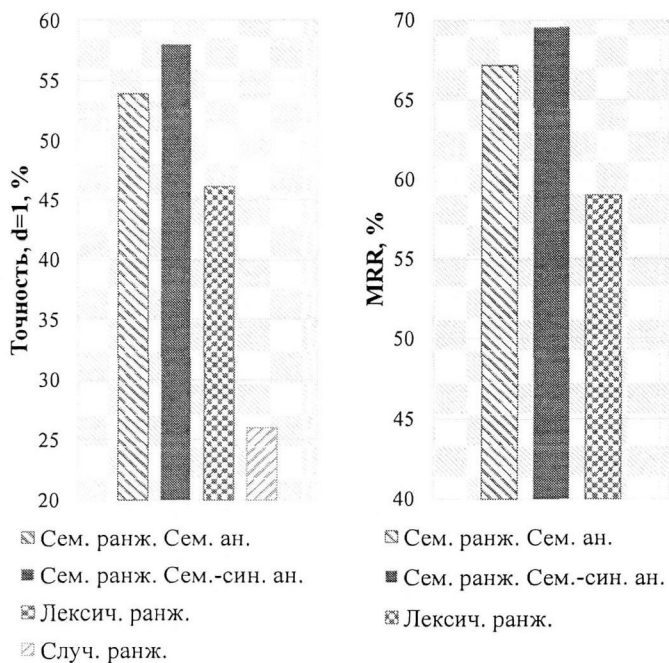 Точность, d=1, %
60
55
50
45
40
35
30
25
20
Сем. ранж. Сем. ан.
Сем. ранж. Сем.-син. ан.
Лексич. ранж.
Случ. ранж.
MRR, %
70
65
60
55
50
45
40
Сем. ранж. Сем. ан.
Сем. ранж. Сем.-син. ан.
Лексич. ранж.